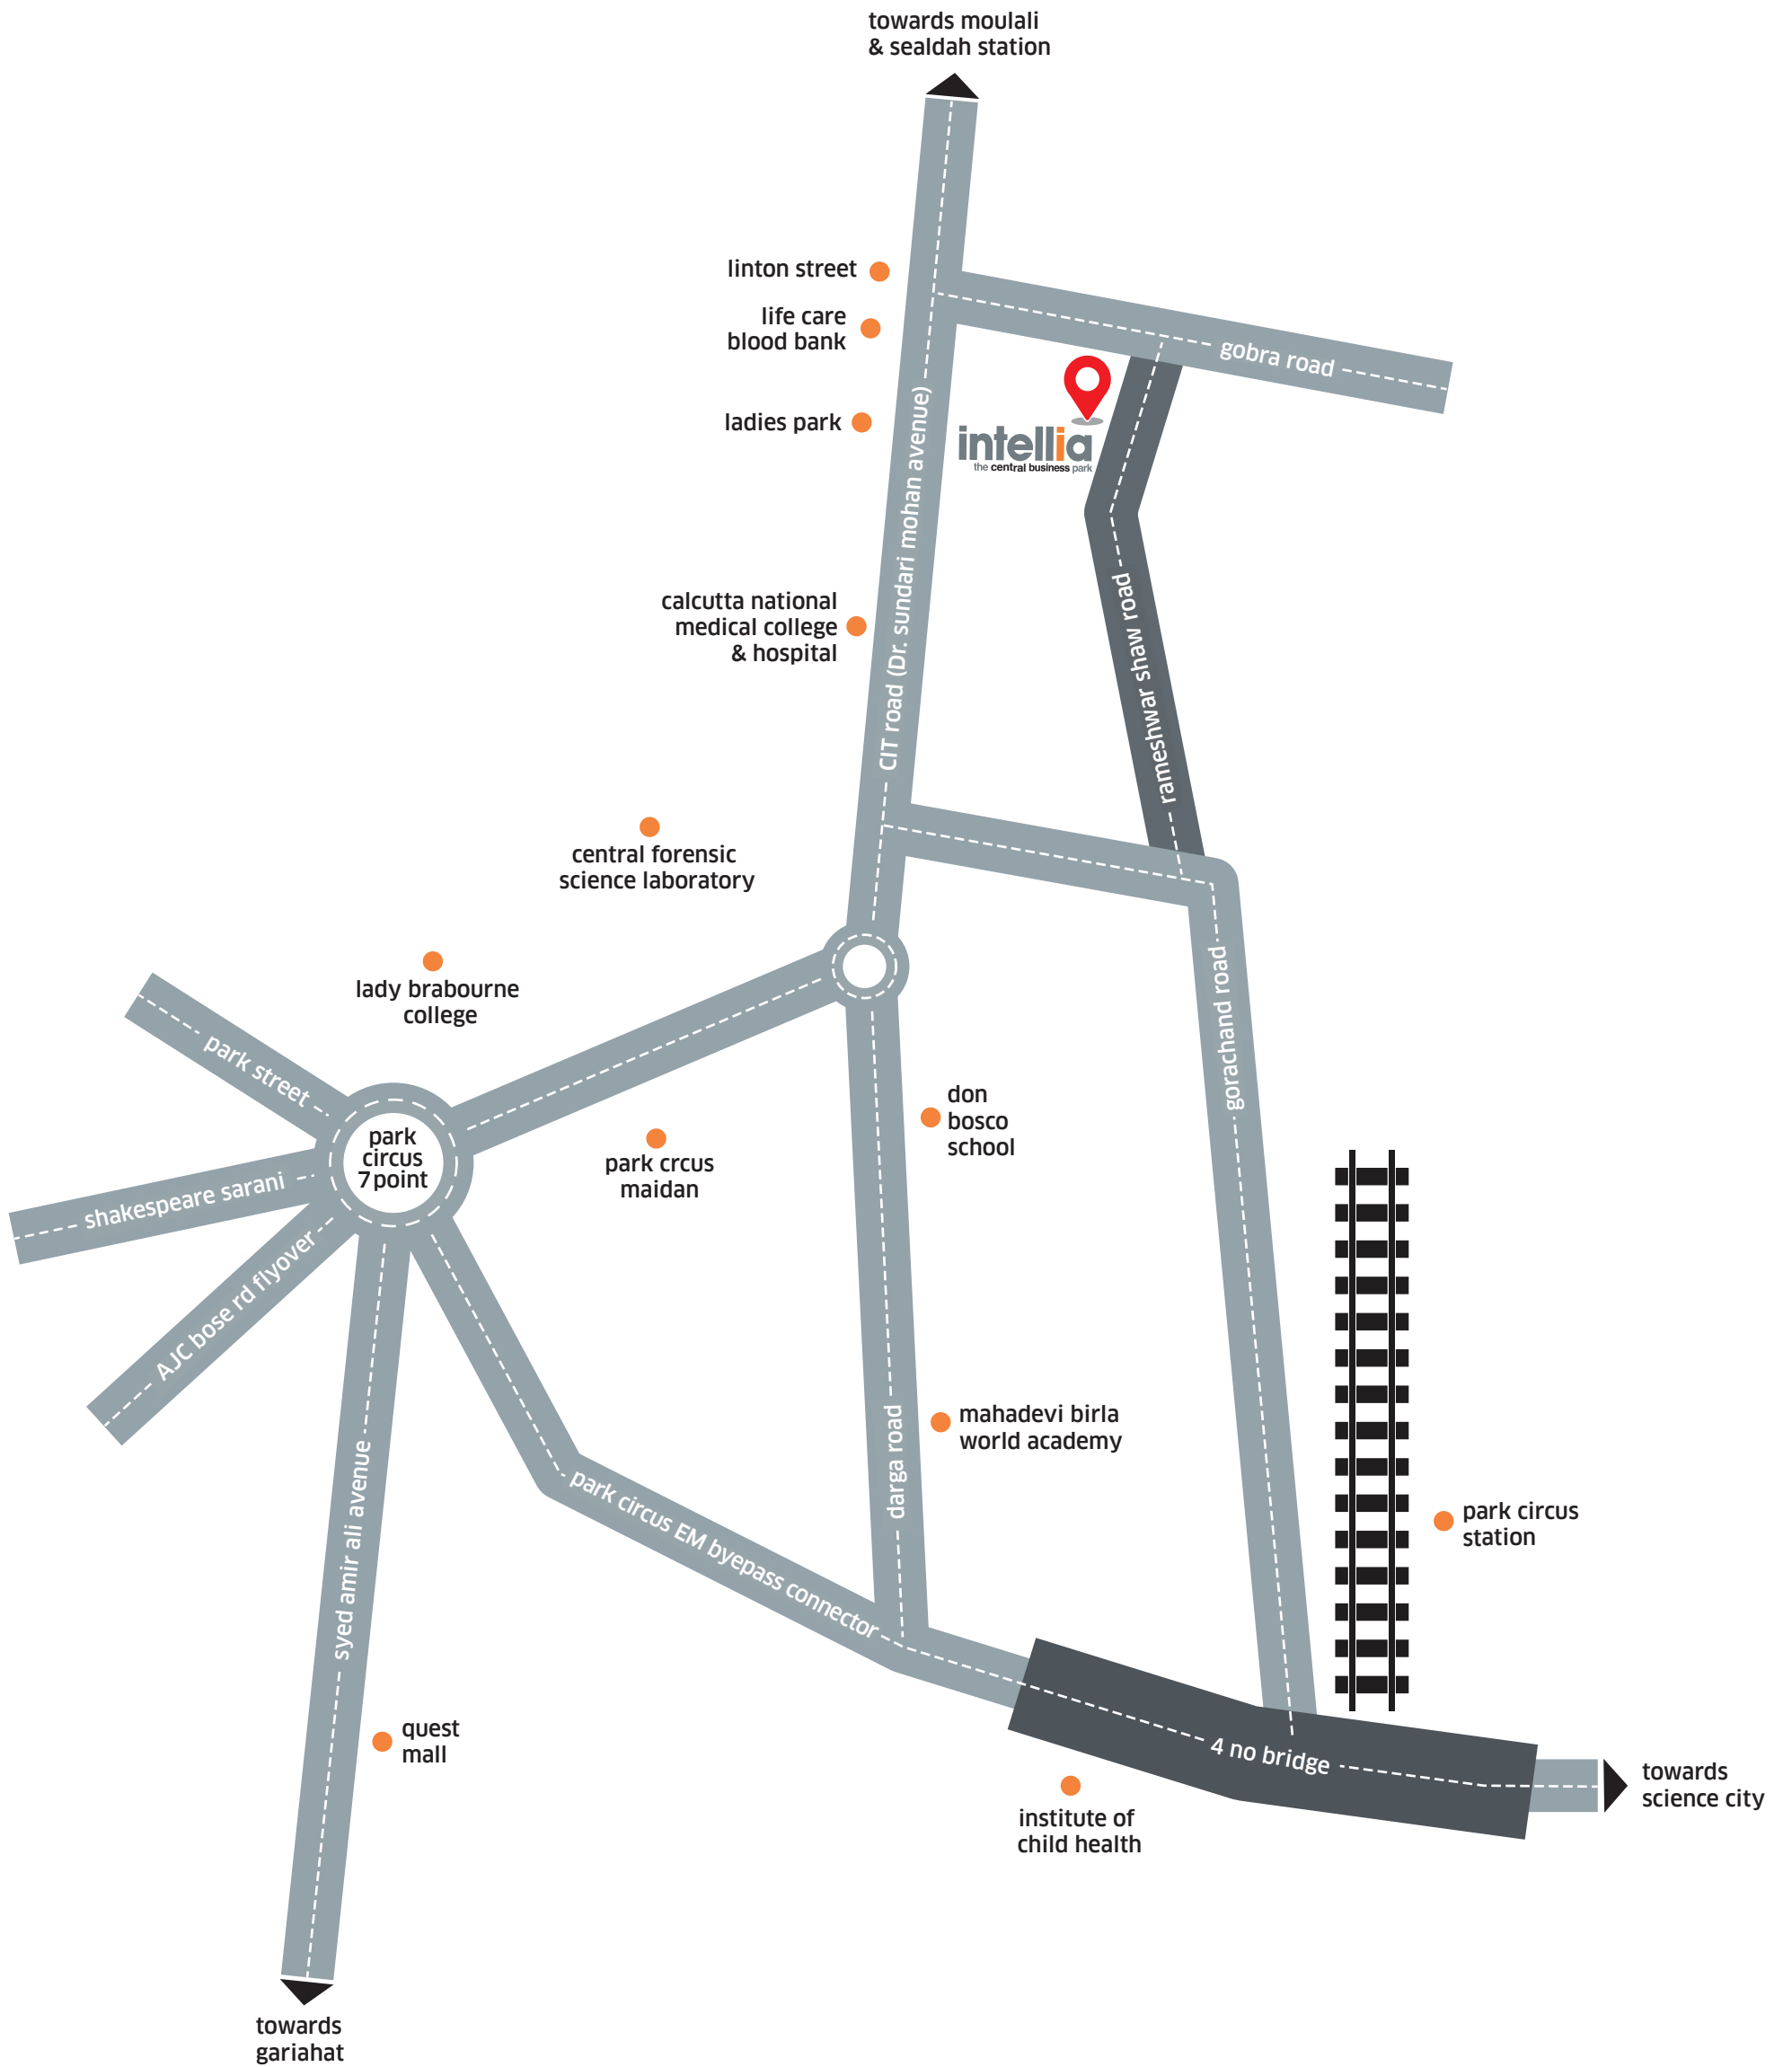 towards moulali
& sealdah station
linton street
life care
blood bank
gobra road
ladies park
intellia
the central business park
CIT road (Dr. sundari mohan avenue)
calcutta national
medical college
& hospital
rameshwar shaw road
central forensic
science laboratory
lady brabourne
college
gorachand road
park street
don
bosco
school
park
circus
7 point
park crcus
maidan
shakespeare sarani
AJC bose rd flyover
mahadevi birla
world academy
darga road
syed amir ali avenue
park circus EM byepass connector
park circus
station
quest
mall
4 no bridge
towards
science city
institute of
child health
towards
gariahat